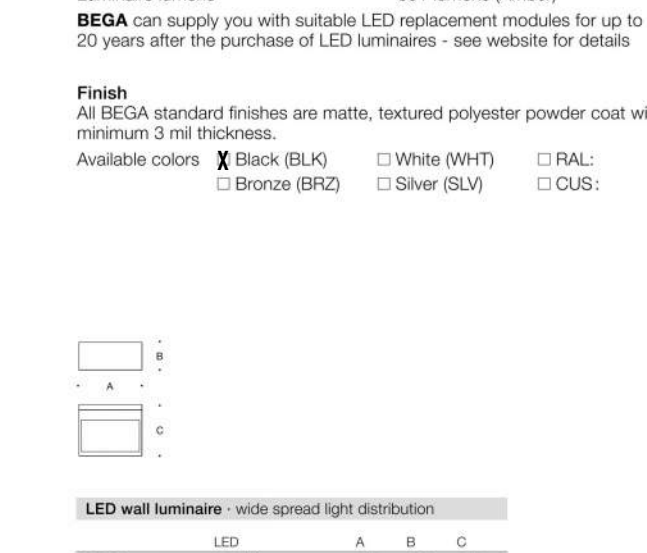 BEGA can supply you with suitable LED replacement modules for up to
20 years after the purchase of LED luminaires - see website for details
Finish
All BEGA standard finishes are matte, textured polyester powder coat wi
minimum 3 mil thickness.
Available colors X Black (BLK) □ White (WHT) □ RAL:
□ Bronze (BRZ) □ Silver (SLV) □ CUS:
B
A
C
LED wall luminaire · wide spread light distribution
LED A B C